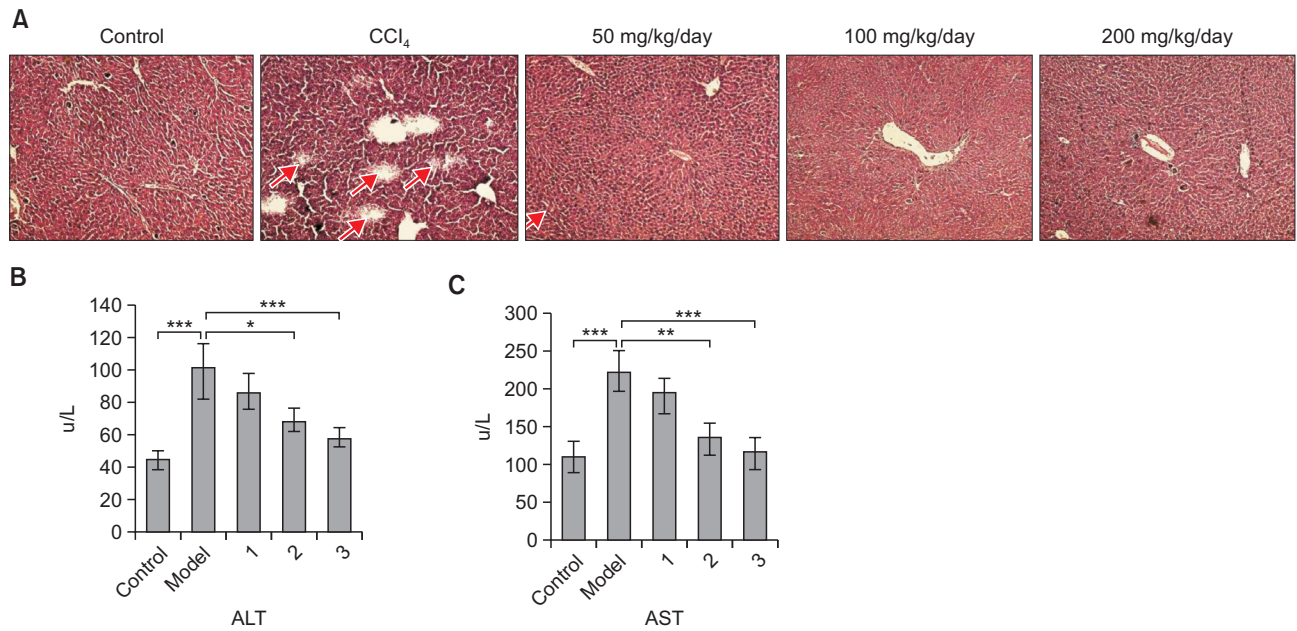 A
Control CCl₄ 50 mg/kg/day 100 mg/kg/day 200 mg/kg/day
B
140
120
100
80
60
40
20
0
u/L
***
*
***
Control Model 1 2 3
ALT
C
300
250
200
150
100
50
0
u/L
***
**
***
Control Model 1 2 3
AST